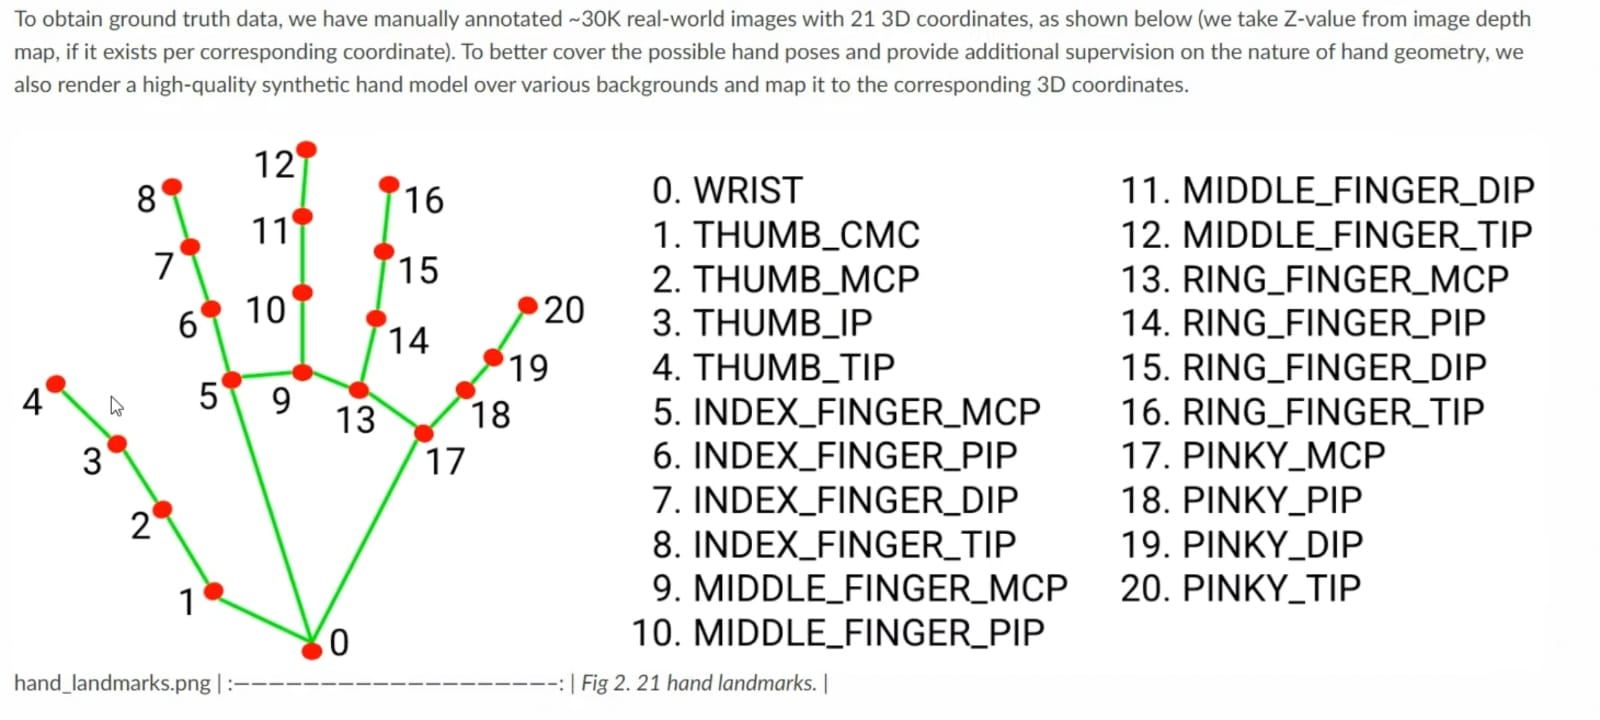 To obtain ground truth data, we have manually annotated ~30K real-world images with 21 3D coordinates, as shown below (we take Z-value from image depth
map, if it exists per corresponding coordinate). To better cover the possible hand poses and provide additional supervision on the nature of hand geometry, we
also render a high-quality synthetic hand model over various backgrounds and map it to the corresponding 3D coordinates.
12
8
16
11
7
15
10
6
20
14
19
4
5
9
13
18
3
17
2
1
0
0. WRIST
1. THUMB_CMC
2. THUMB_MCP
3. THUMB_IP
4. THUMB_TIP
5. INDEX_FINGER_MCP
6. INDEX_FINGER_PIP
7. INDEX_FINGER_DIP
8. INDEX_FINGER_TIP
9. MIDDLE_FINGER_MCP
10. MIDDLE_FINGER_PIP
11. MIDDLE_FINGER_DIP
12. MIDDLE_FINGER_TIP
13. RING_FINGER_MCP
14. RING_FINGER_PIP
15. RING_FINGER_DIP
16. RING_FINGER_TIP
17. PINKY_MCP
18. PINKY_PIP
19. PINKY_DIP
20. PINKY_TIP
hand_landmarks.png | :--------------------: | Fig 2. 21 hand landmarks. |